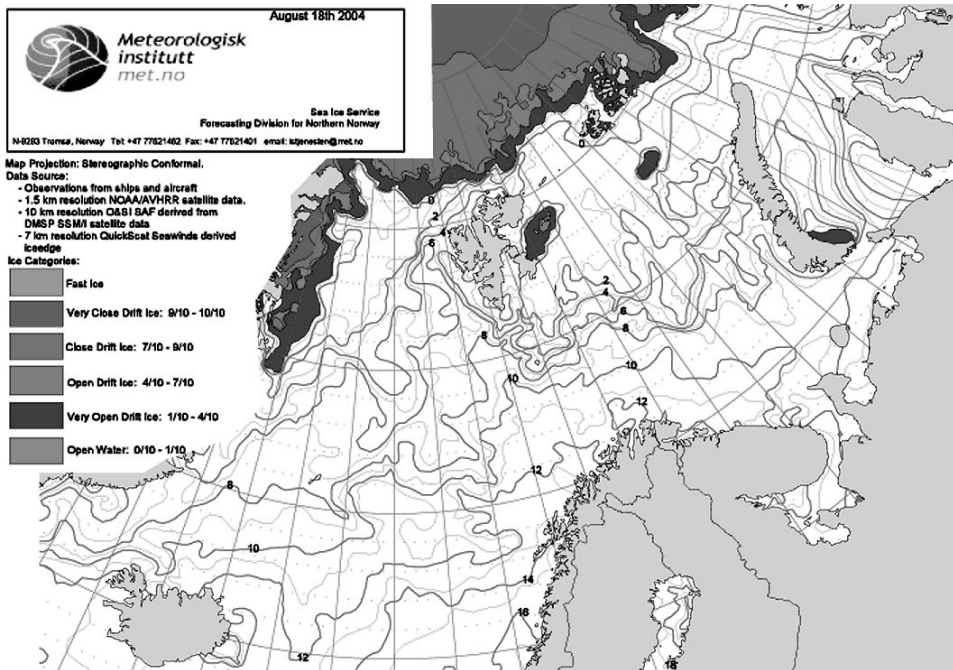 August 18th 2004
Meteorologisk
institutt
met.no
Sea Ice Service
Forecasting Division for Northern Norway
N-9293 Tromsø, Norway Tel: +47 77621462 Fax: +47 77621401 email: istjenesten@met.no
Map Projection: Stereographic Conformal.
Data Source:
- Observations from ships and aircraft
- 1.5 km resolution NOAA/AVHRR satellite data.
- 10 km resolution O&SI SAF derived from
DMSP SSM/I satellite data
- 7 km resolution QuickScat Seawinds derived
iceedge
Ice Categories:
Fast Ice
Very Close Drift Ice: 9/10 - 10/10
Close Drift Ice: 7/10 - 9/10
Open Drift Ice: 4/10 - 7/10
Very Open Drift Ice: 1/10 - 4/10
Open Water: 0/10 - 1/10
0
0
2
4
6
2
4
6
8
8
10
10
12
12
8
10
14
16
12
18